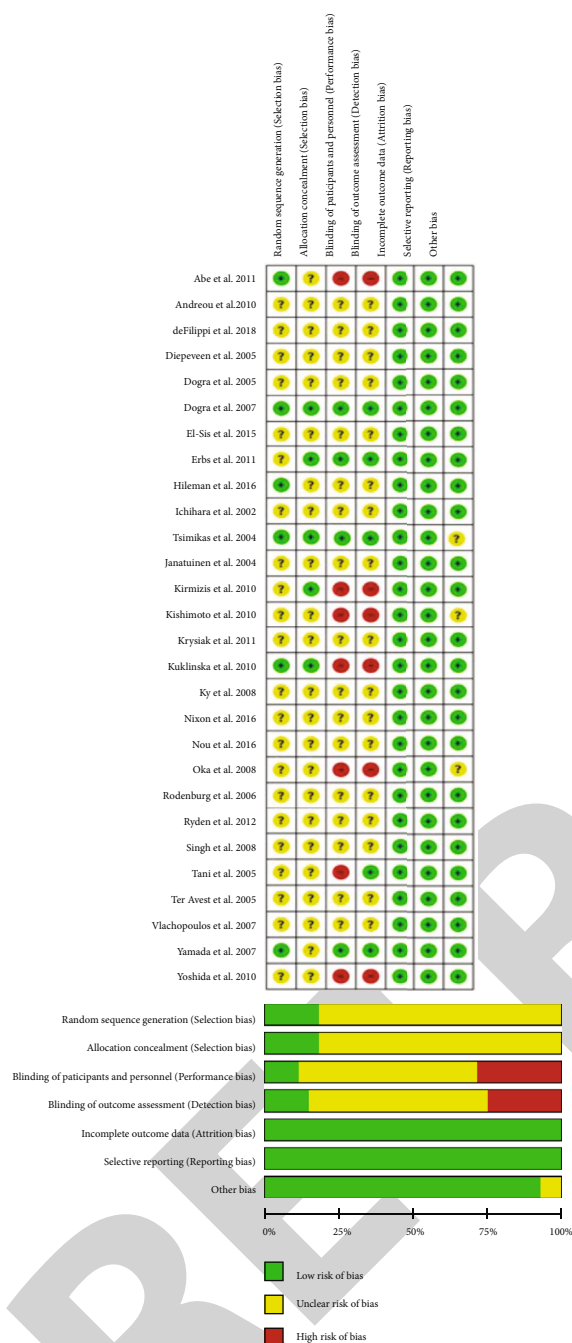 Random sequence generation (Selection bias)
Allocation concealment (Selection bias)
Blinding of paticipants and personnel (Performance bias)
Blinding of outcome assessment (Detection bias)
Incomplete outcome data (Attrition bias)
Selective reporting (Reporting bias)
Other bias
Abe et al. 2011 + ? - - + + +
Andreou et al.2010 ? ? ? ? + + +
deFilippi et al. 2018 ? ? ? ? + + +
Diepeveen et al. 2005 ? ? ? ? + + +
Dogra et al. 2005 ? ? ? ? + + +
Dogra et al. 2007 + + + + + + +
El-Sis et al. 2015 ? ? ? ? + + +
Erbs et al. 2011 ? + + + + + +
Hileman et al. 2016 + ? ? ? + + +
Ichihara et al. 2002 ? ? ? ? + + +
Tsimikas et al. 2004 + + + + + + ?
Janatuinen et al. 2004 ? ? ? ? + + +
Kirmizis et al. 2010 ? + - - + + +
Kishimoto et al. 2010 ? ? - - + + ?
Krysiak et al. 2011 ? ? ? ? + + +
Kuklinska et al. 2010 + + - - + + +
Ky et al. 2008 ? ? ? ? + + +
Nixon et al. 2016 ? ? ? ? + + +
Nou et al. 2016 ? ? ? ? + + +
Oka et al. 2008 ? ? - - + + ?
Rodenburg et al. 2006 ? ? ? ? + + +
Ryden et al. 2012 ? ? ? ? + + +
Singh et al. 2008 ? ? ? ? + + +
Tani et al. 2005 ? ? - + + + +
Ter Avest et al. 2005 ? ? ? ? + + +
Vlachopoulos et al. 2007 ? ? ? ? + + +
Yamada et al. 2007 + ? + + + + +
Yoshida et al. 2010 ? ? - - + + +
Random sequence generation (Selection bias)
Allocation concealment (Selection bias)
Blinding of paticipants and personnel (Performance bias)
Blinding of outcome assessment (Detection bias)
Incomplete outcome data (Attrition bias)
Selective reporting (Reporting bias)
Other bias
0% 25% 50% 75% 100%
Low risk of bias
Unclear risk of bias
High risk of bias